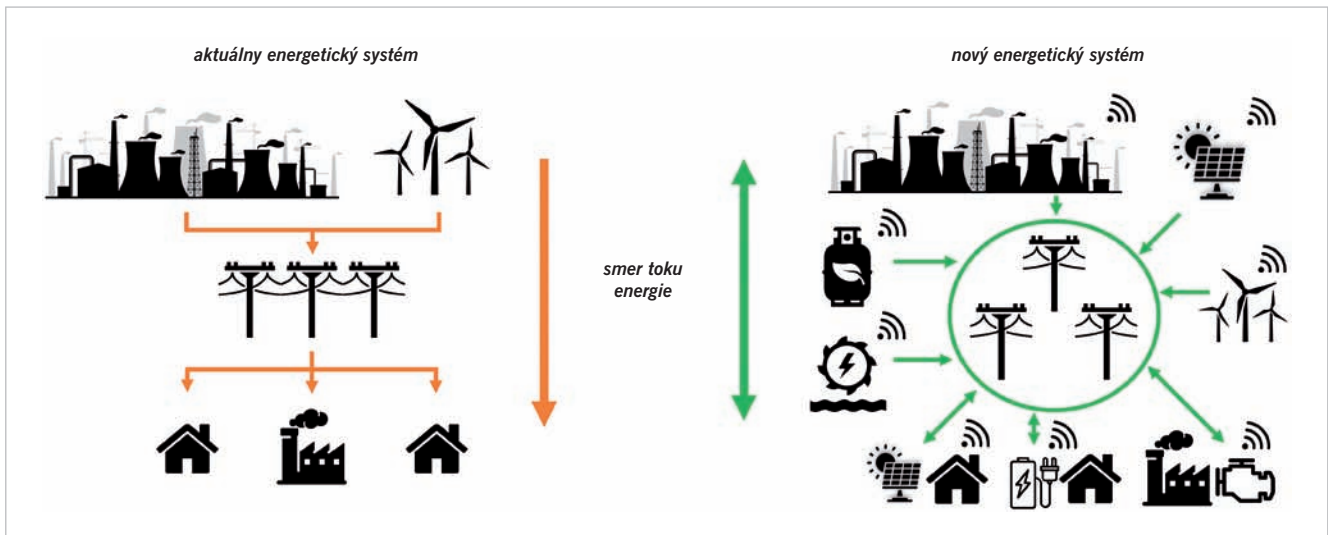 aktuálny energetický systém
nový energetický systém
smer toku
energie